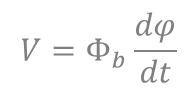 V = Φ_b dφ/dt